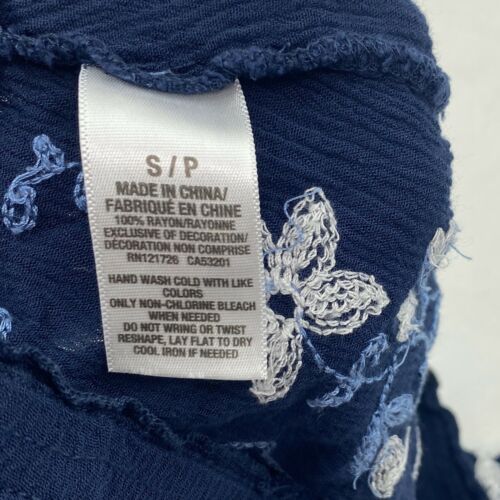 S / P
MADE IN CHINA/
FABRIQUÉ EN CHINE
100% RAYON/RAYONNE
EXCLUSIVE OF DECORATION/
DÉCORATION NON COMPRISE
RN121726 CA53201
HAND WASH COLD WITH LIKE
COLORS
ONLY NON-CHLORINE BLEACH
WHEN NEEDED
DO NOT WRING OR TWIST
RESHAPE, LAY FLAT TO DRY
COOL IRON IF NEEDED